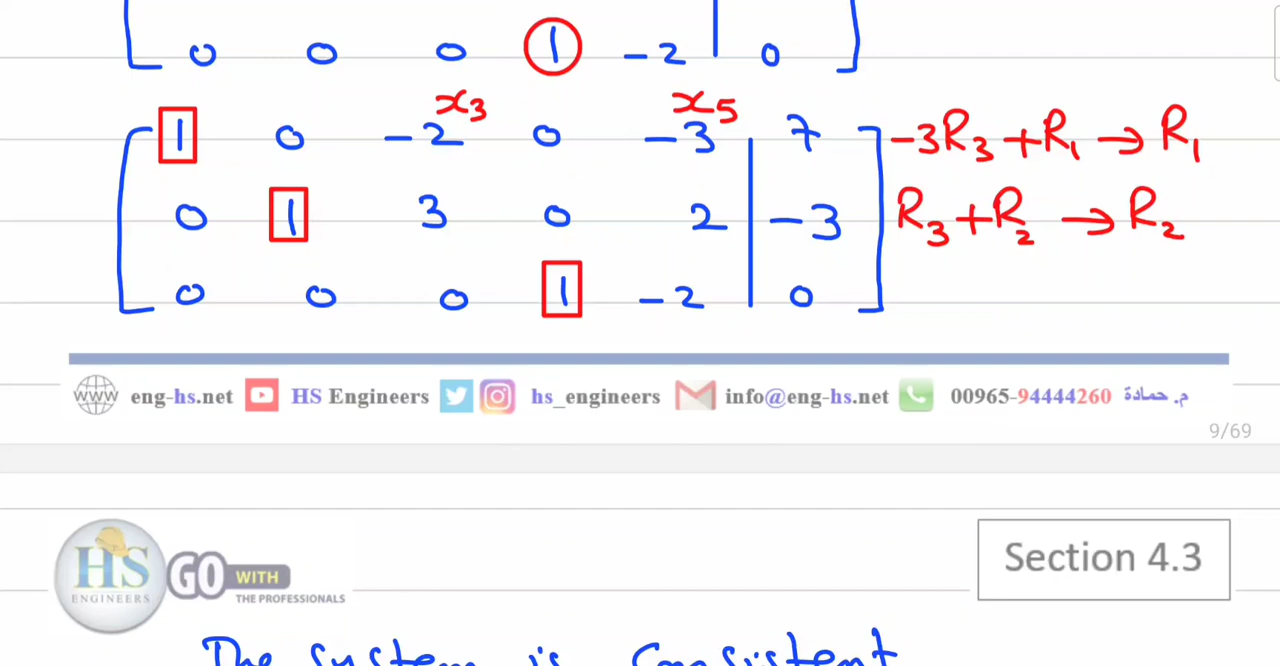 0 0 0 1 -2 | 0
x₃ x₅
1 0 -2 0 -3 | 7 -3R₃ + R₁ → R₁
0 1 3 0 2 | -3 R₃ + R₂ → R₂
0 0 0 1 -2 | 0
www eng-hs.net HS Engineers hs_engineers info@eng-hs.net 00965-94444260 م. حمادة
9/69
HS ENGINEERS GO WITH THE PROFESSIONALS
Section 4.3
The system is Consistent